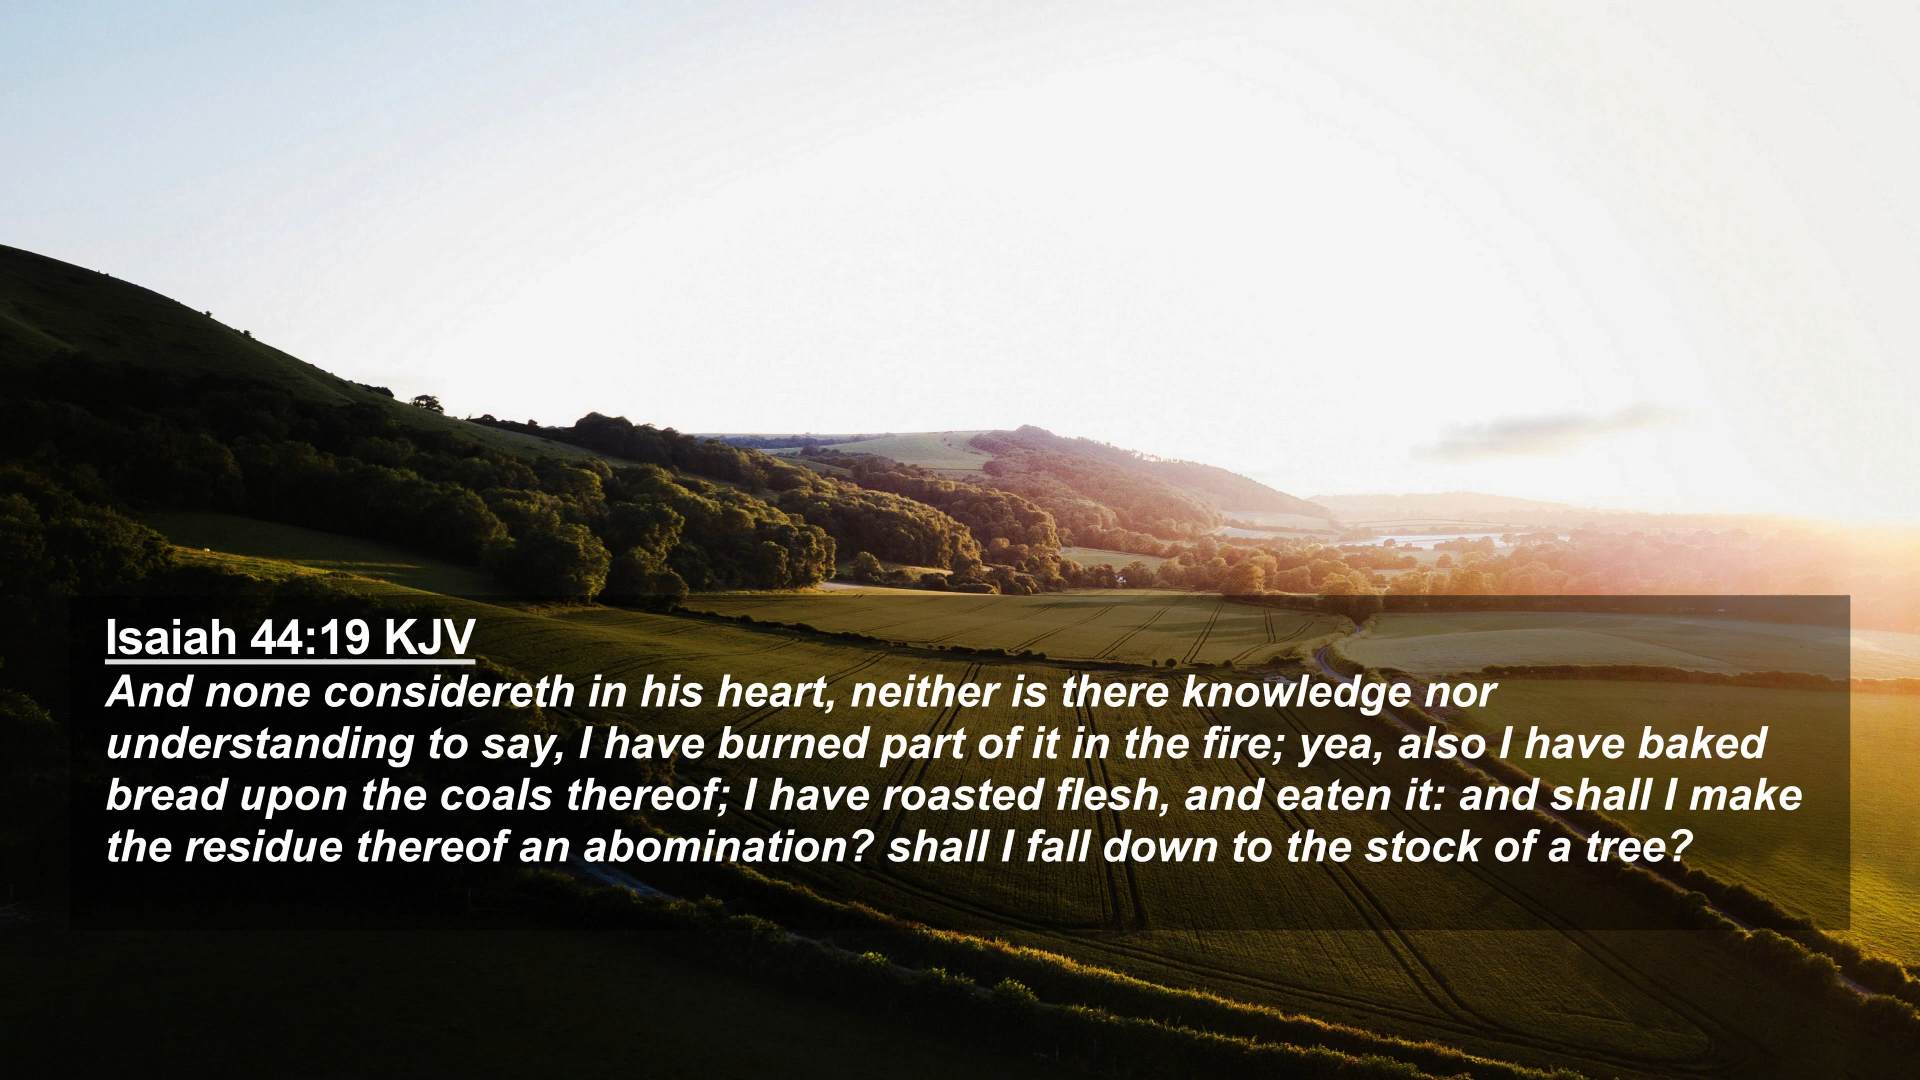 Isaiah 44:19 KJV
And none considereth in his heart, neither is there knowledge nor
understanding to say, I have burned part of it in the fire; yea, also I have baked
bread upon the coals thereof; I have roasted flesh, and eaten it: and shall I make
the residue thereof an abomination? shall I fall down to the stock of a tree?